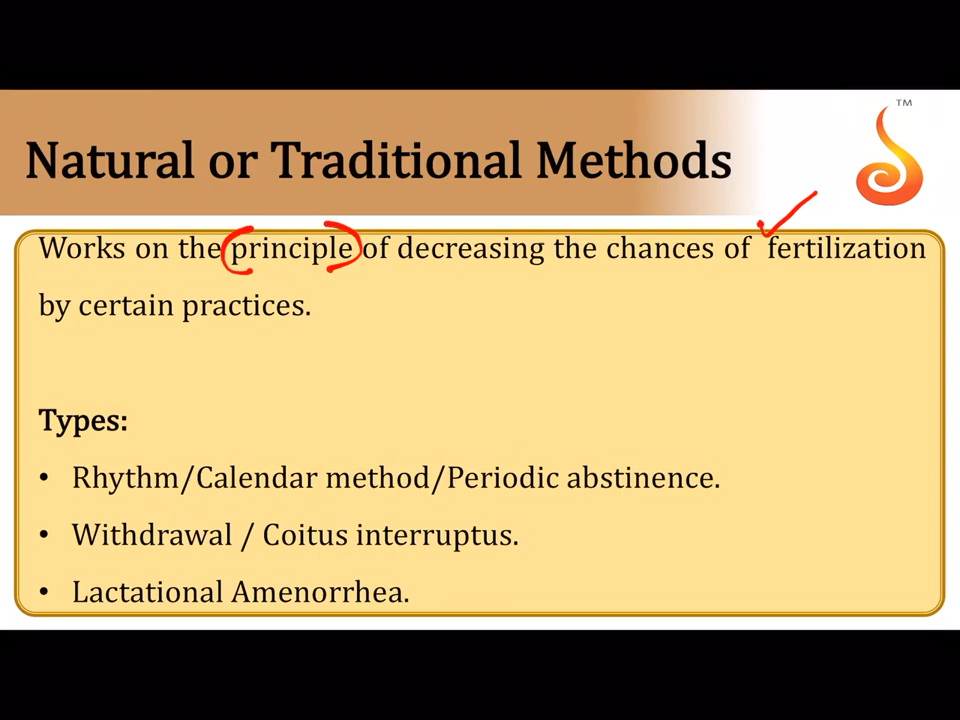 TM
Natural or Traditional Methods
Works on the principle of decreasing the chances of fertilization
by certain practices.
Types:
• Rhythm/Calendar method/Periodic abstinence.
• Withdrawal / Coitus interruptus.
• Lactational Amenorrhea.